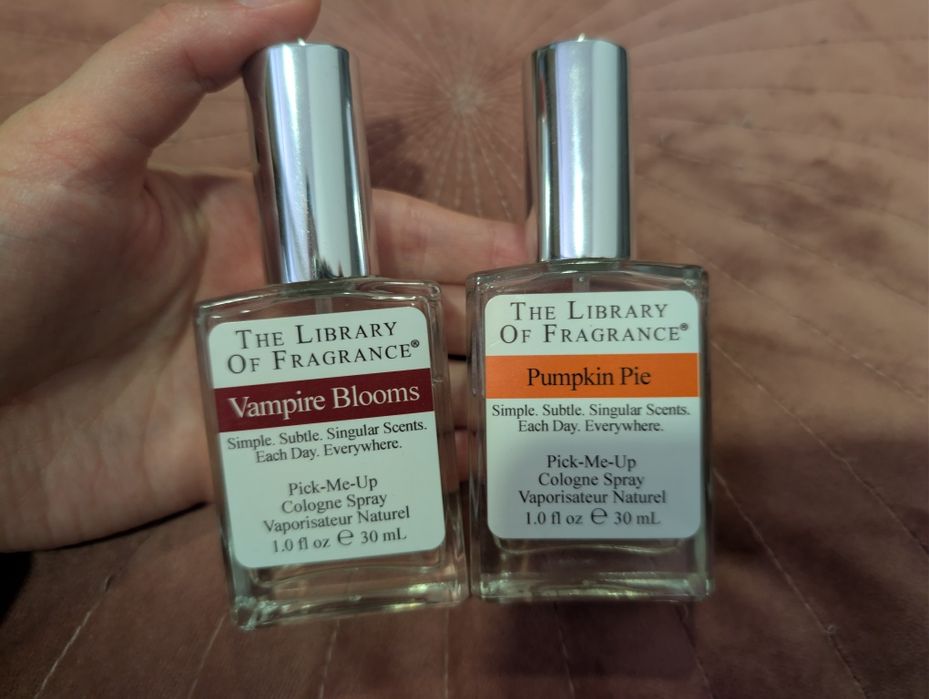 THE LIBRARY
OF FRAGRANCE®
Vampire Blooms
Simple. Subtle. Singular Scents.
Each Day. Everywhere.
Pick-Me-Up
Cologne Spray
Vaporisateur Naturel
1.0 fl oz ℮ 30 mL
THE LIBRARY
OF FRAGRANCE®
Pumpkin Pie
Simple. Subtle. Singular Scents.
Each Day. Everywhere.
Pick-Me-Up
Cologne Spray
Vaporisateur Naturel
1.0 fl oz ℮ 30 mL